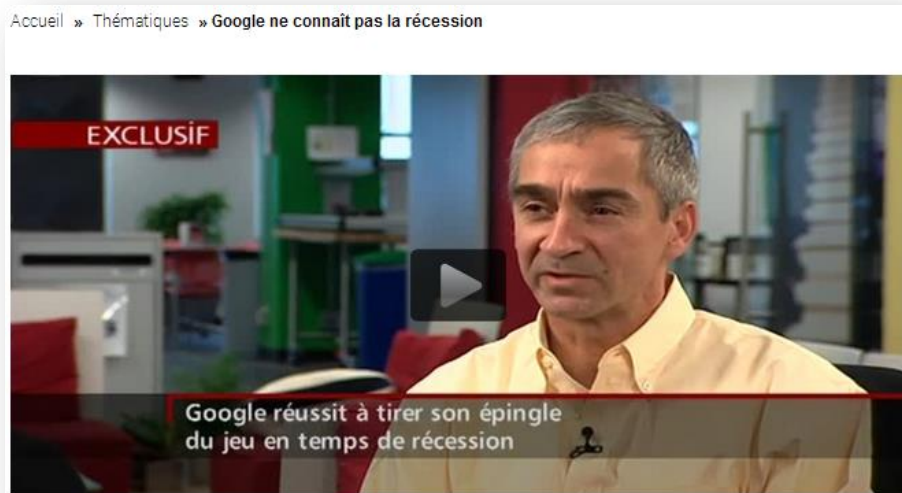 Accueil » Thématiques » Google ne connaît pas la récession
EXCLUSIF
Google réussit à tirer son épingle
du jeu en temps de récession